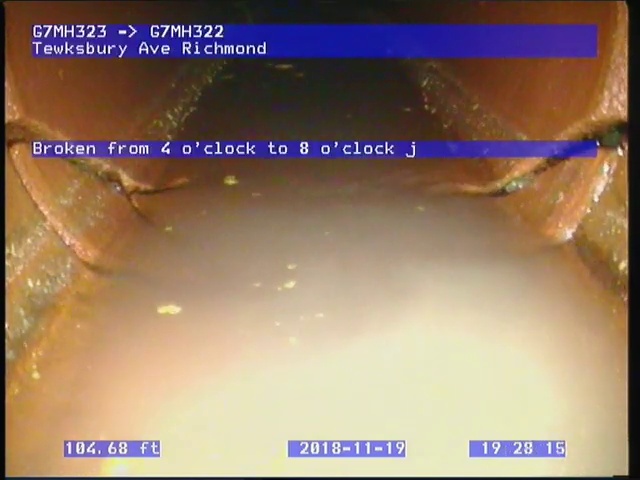 G7MH323 -> G7MH322
Tewksbury Ave Richmond
Broken from 4 o'clock to 8 o'clock j
104.68 ft 2018-11-19 19 28 15